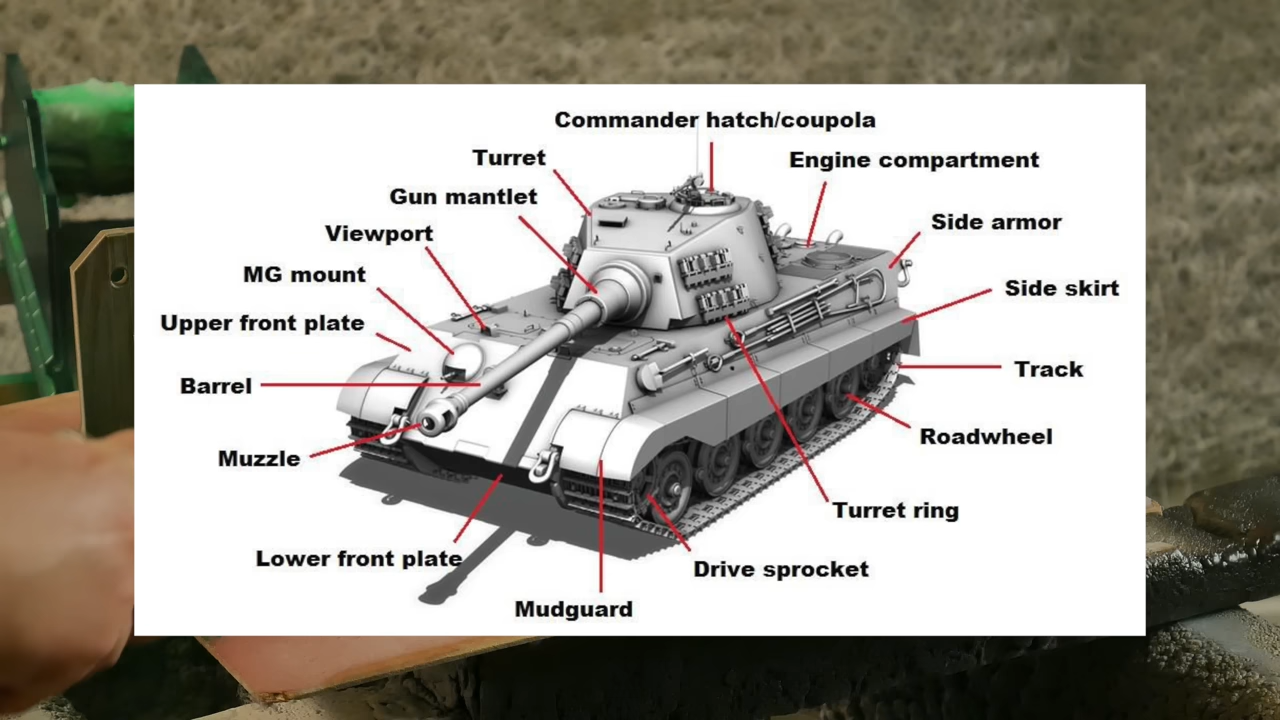 Commander hatch/coupola
Turret
Engine compartment
Gun mantlet
Side armor
Viewport
MG mount
Side skirt
Upper front plate
Track
Barrel
Roadwheel
Muzzle
Turret ring
Lower front plate
Drive sprocket
Mudguard